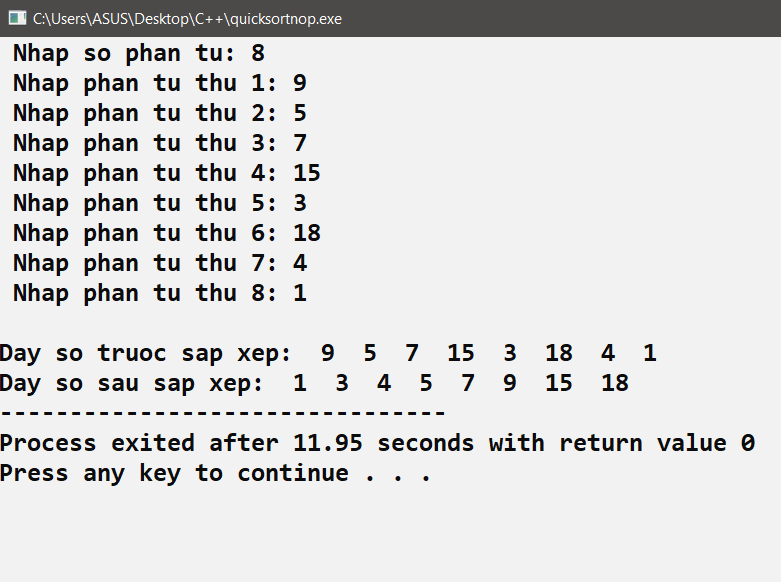 C:\Users\ASUS\Desktop\C++\quicksortnop.exe
Nhap so phan tu: 8
Nhap phan tu thu 1: 9
Nhap phan tu thu 2: 5
Nhap phan tu thu 3: 7
Nhap phan tu thu 4: 15
Nhap phan tu thu 5: 3
Nhap phan tu thu 6: 18
Nhap phan tu thu 7: 4
Nhap phan tu thu 8: 1
Day so truoc sap xep:  9  5  7  15  3  18  4  1
Day so sau sap xep:  1  3  4  5  7  9  15  18
--------------------------------
Process exited after 11.95 seconds with return value 0
Press any key to continue . . .